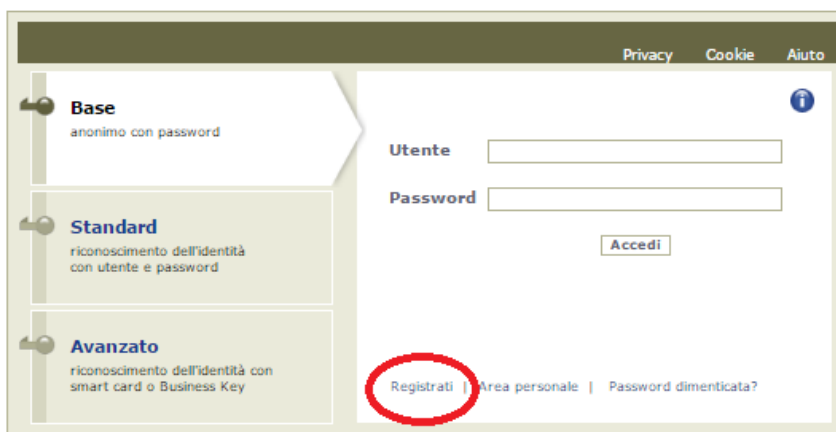 Privacy Cookie Aiuto
Base
anonimo con password
Standard
riconoscimento dell'identità
con utente e password
Avanzato
riconoscimento dell'identità con
smart card o Business Key
i
Utente
Password
Accedi
Registrati | Area personale | Password dimenticata?